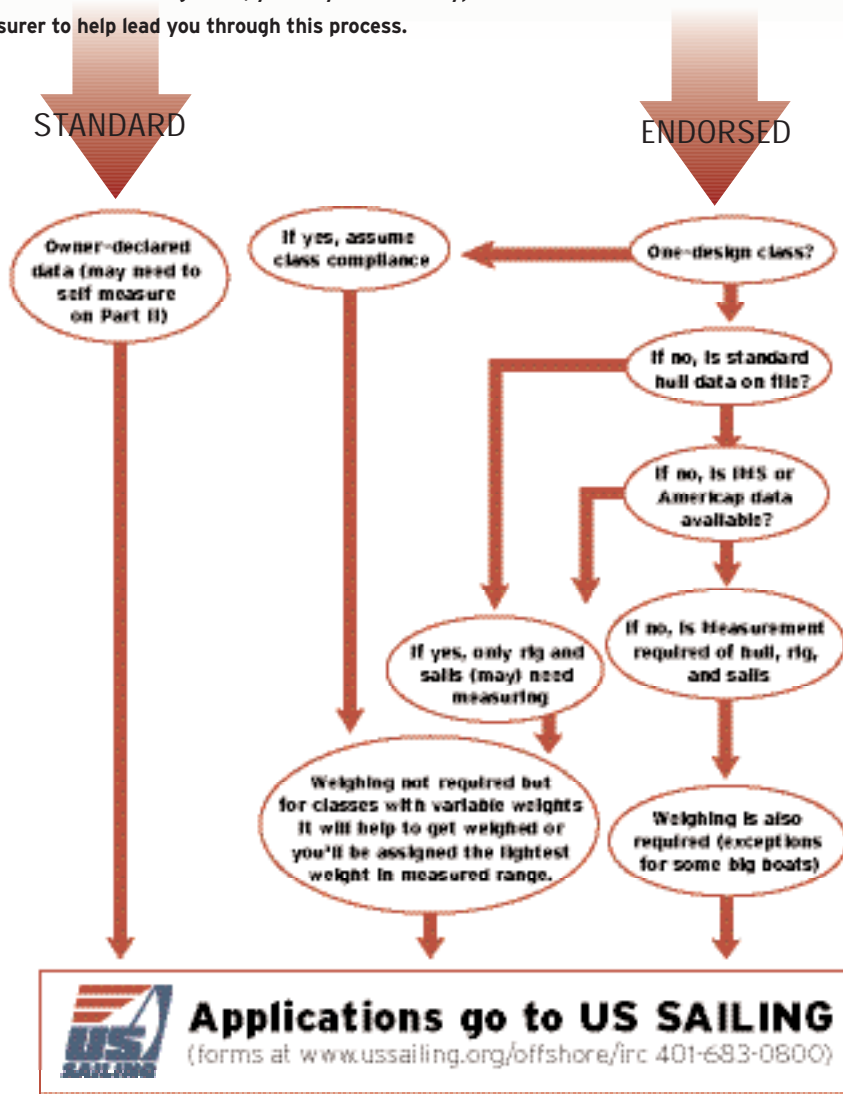 surer to help lead you through this process.
STANDARD
ENDORSED
Owner-declared
data (may need to
self measure
on Part II)
If yes, assume
class compliance
One-design class?
If no, is standard
hull data on file?
If no, is IMS or
Americap data
available?
If yes, only rig and
sails (may) need
measuring
If no, is Measurement
required of hull, rig,
and sails
Weighing not required but
for classes with variable weights
it will help to get weighed or
you'll be assigned the lightest
weight in measured range.
Weighing is also
required (exceptions
for some big boats)
US
SAILING
Applications go to US SAILING
(forms at www.ussailing.org/offshore/irc 401-683-0800)